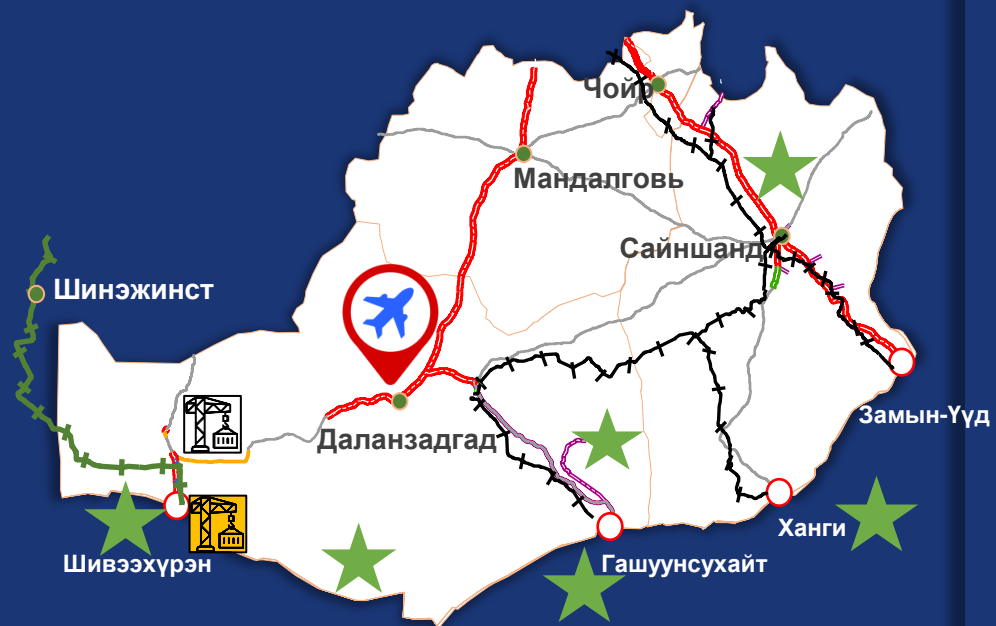 Чойр
Мандалговь
Сайншанд
Шинэжинст
Замын-Үүд
Даланзадгад
Ханги
Шивээхүрэн
Гашуунсухайт